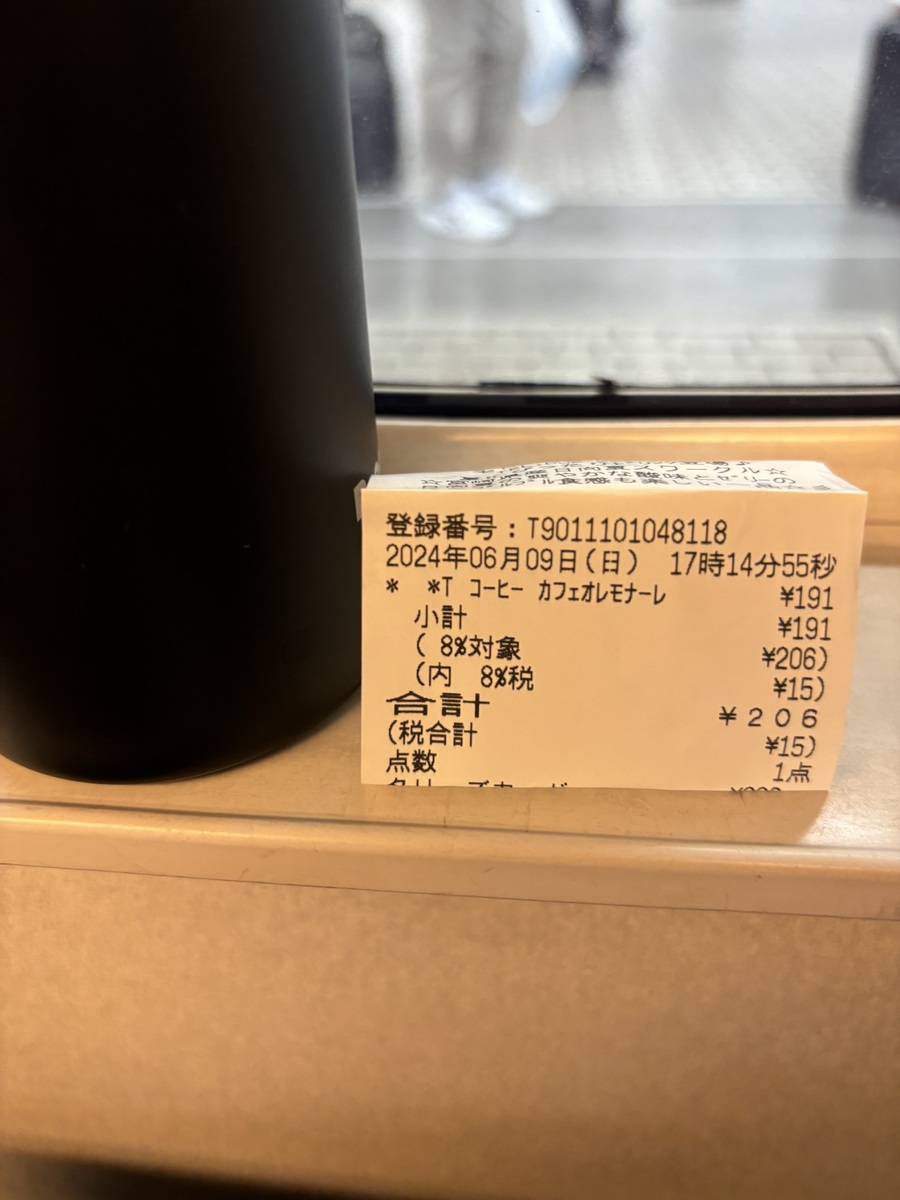 登録番号：T9011101048118
2024年06月09日(日) 17時14分55秒
* *T コーヒー カフェオレモナーレ ¥191
小計 ¥191
( 8%対象 ¥206)
(内 8%税 ¥15)
合計 ¥206
(税合計 ¥15)
点数 1点